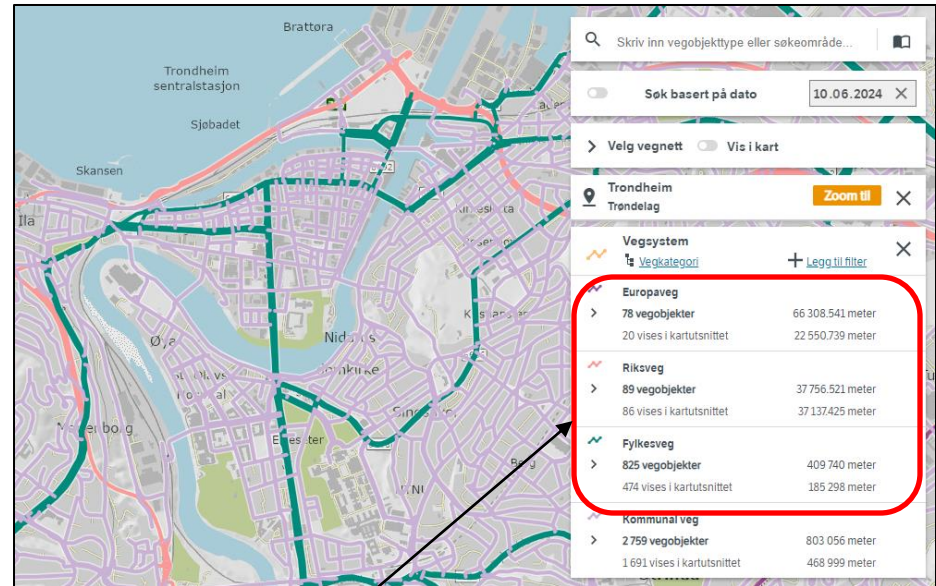 Brattøra
Trondheim
sentralstasjon
Sjøbadet
Skansen
Ila
Skriv inn vegobjekttype eller søkeområde...
Søk basert på dato
10.06.2024
Velg vegnett
Vis i kart
Trondheim
Trøndelag
Zoom til
Vegsystem
Vegkategori
Legg til filter
Europaveg
78 vegobjekter 66 308.541 meter
20 vises i kartutsnittet 22 550.739 meter
Riksveg
89 vegobjekter 37 756.521 meter
86 vises i kartutsnittet 37 137.425 meter
Fylkesveg
825 vegobjekter 409 740 meter
474 vises i kartutsnittet 185 298 meter
Kommunal veg
2 759 vegobjekter 803 056 meter
1 691 vises i kartutsnittet 468 999 meter